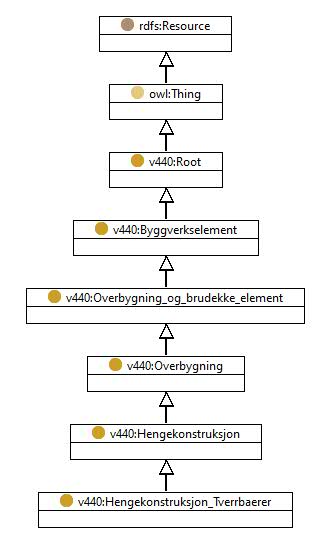 rdfs:Resource
owl:Thing
v440:Root
v440:Byggverkselement
v440:Overbygning_og_brudekke_element
v440:Overbygning
v440:Hengekonstruksjon
v440:Hengekonstruksjon_Tverrbaerer